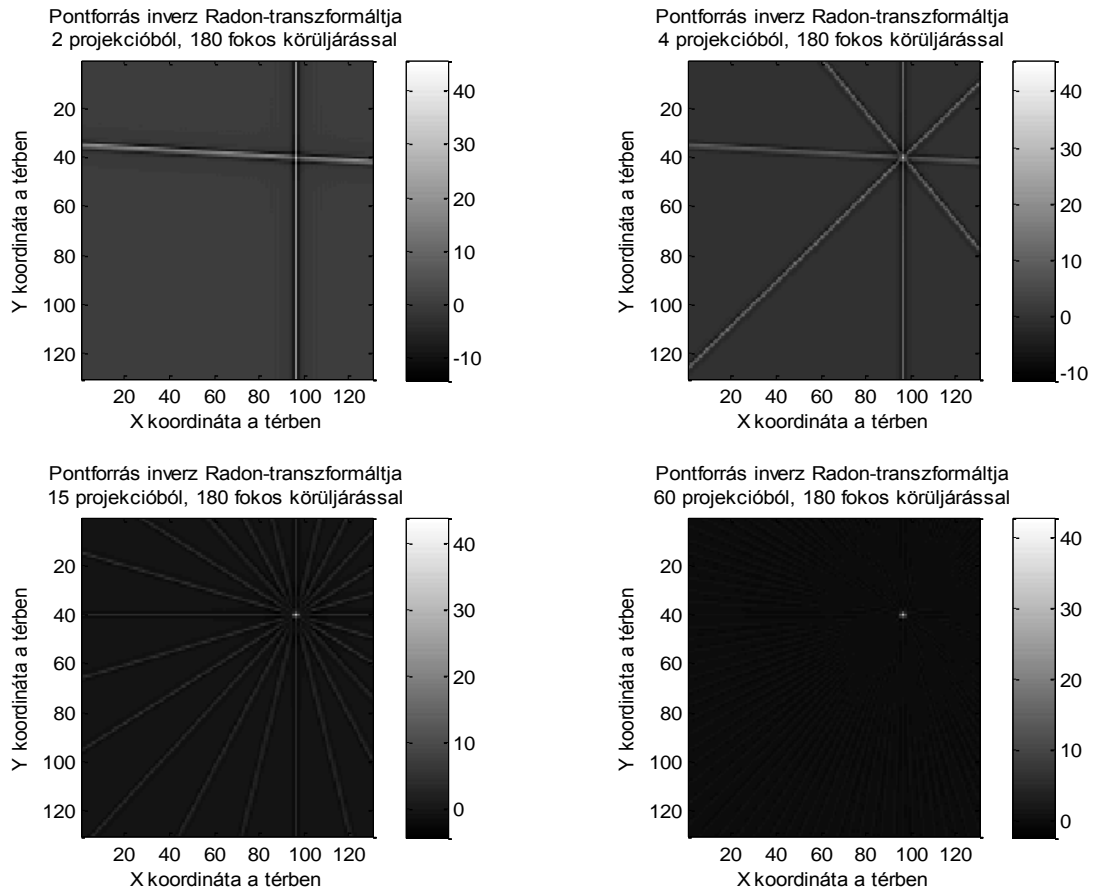 Pontforrás inverz Radon-transzformáltja
2 projekcióból, 180 fokos körüljárással
20
40
60
80
100
120
Y koordináta a térben
20 40 60 80 100 120
X koordináta a térben
40
30
20
10
0
-10
Pontforrás inverz Radon-transzformáltja
4 projekcióból, 180 fokos körüljárással
20
40
60
80
100
120
Y koordináta a térben
20 40 60 80 100 120
X koordináta a térben
40
30
20
10
0
-10
Pontforrás inverz Radon-transzformáltja
15 projekcióból, 180 fokos körüljárással
20
40
60
80
100
120
Y koordináta a térben
20 40 60 80 100 120
X koordináta a térben
40
30
20
10
0
Pontforrás inverz Radon-transzformáltja
60 projekcióból, 180 fokos körüljárással
20
40
60
80
100
120
Y koordináta a térben
20 40 60 80 100 120
X koordináta a térben
40
30
20
10
0